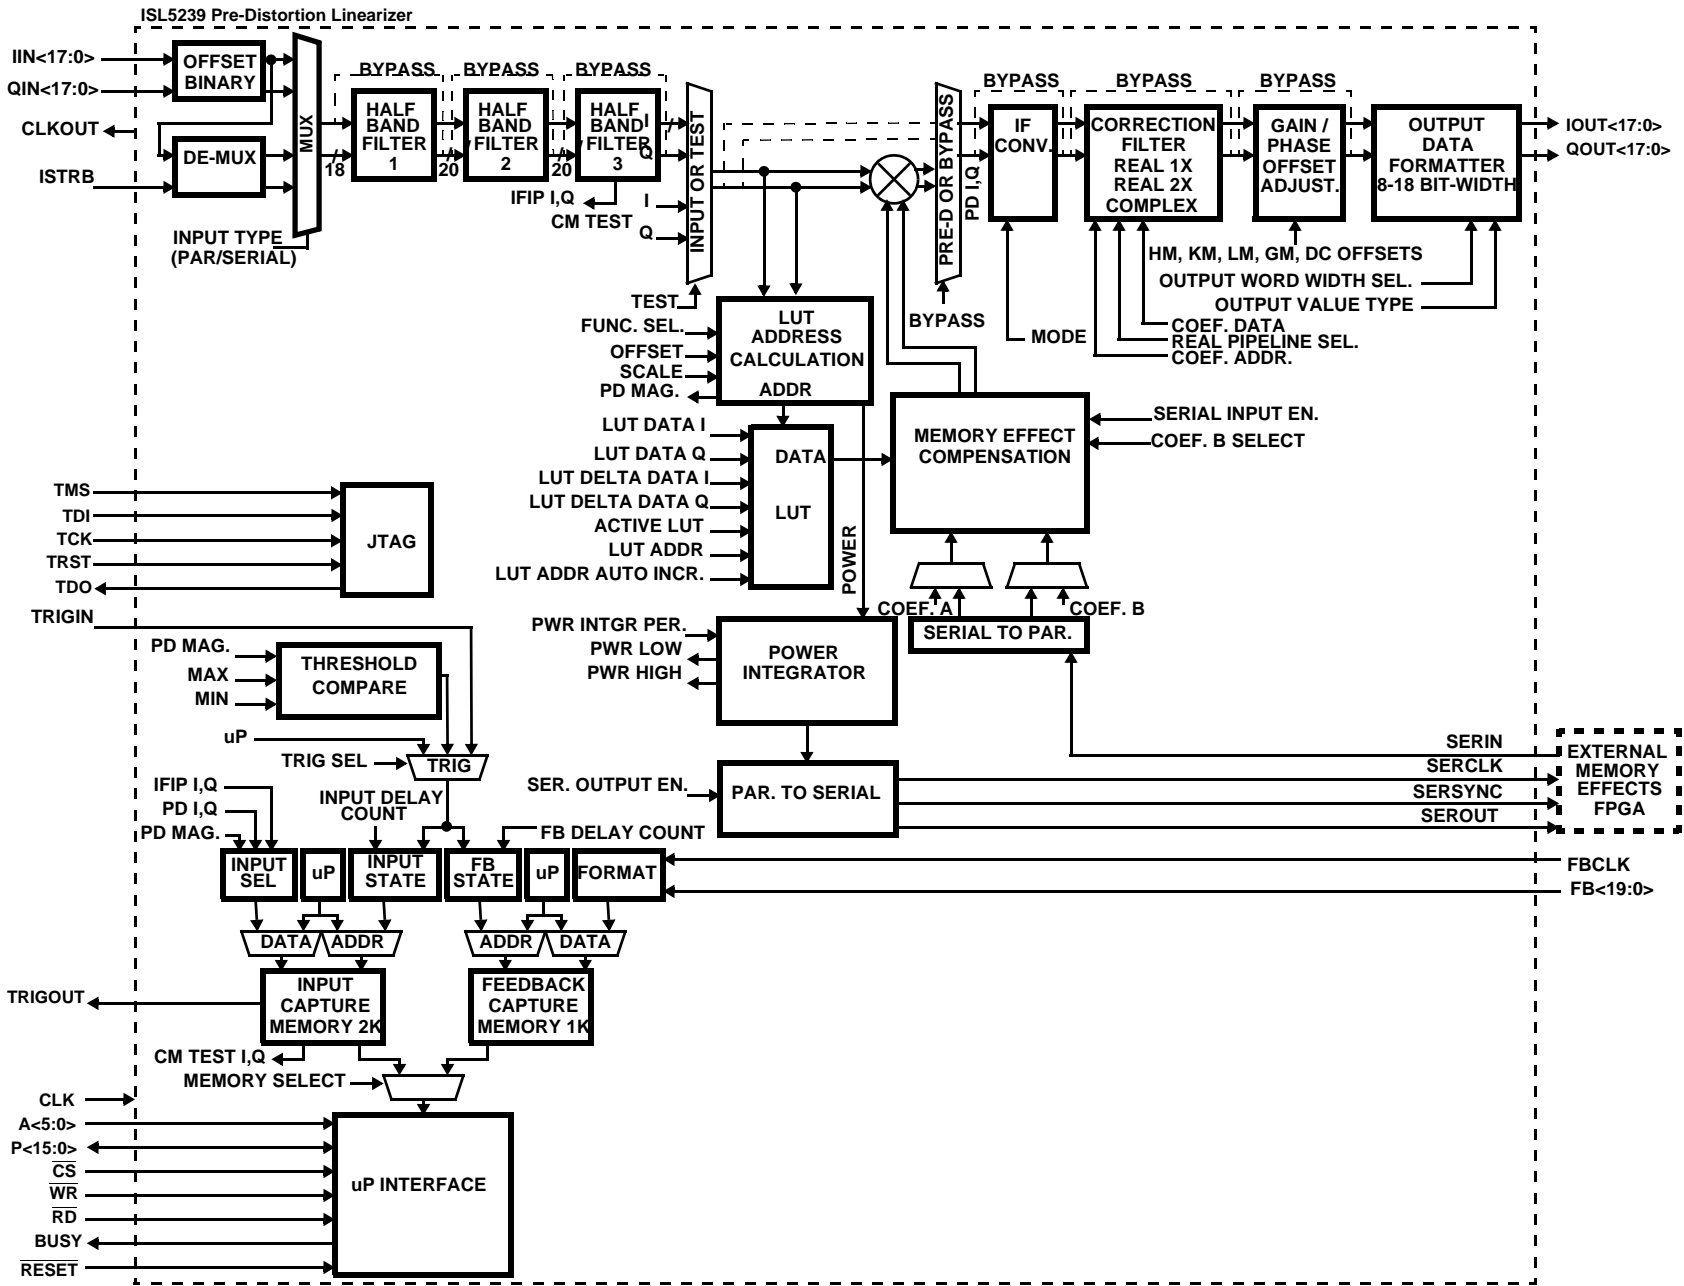 ISL5239 Pre-Distortion Linearizer
IIN<17:0>
QIN<17:0>
CLKOUT
ISTRB
OFFSET
BINARY
DE-MUX
MUX
INPUT TYPE
(PAR/SERIAL)
BYPASS
BYPASS
BYPASS
HALF
BAND
FILTER
1
HALF
BAND
FILTER
2
HALF
BAND
FILTER
3
18
20
20
I
Q
IFIP I,Q
CM TEST
I
Q
INPUT OR TEST
TEST
PRE-D OR BYPASS
BYPASS
PD I,Q
BYPASS
BYPASS
BYPASS
IF
CONV.
CORRECTION
FILTER
REAL 1X
REAL 2X
COMPLEX
GAIN /
PHASE
OFFSET
ADJUST.
OUTPUT
DATA
FORMATTER
8-18 BIT-WIDTH
IOUT<17:0>
QOUT<17:0>
HM, KM, LM, GM, DC OFFSETS
OUTPUT WORD WIDTH SEL.
OUTPUT VALUE TYPE
COEF. DATA
REAL PIPELINE SEL.
COEF. ADDR.
MODE
FUNC. SEL.
OFFSET
SCALE
PD MAG.
LUT
ADDRESS
CALCULATION
ADDR
LUT DATA I
LUT DATA Q
LUT DELTA DATA I
LUT DELTA DATA Q
ACTIVE LUT
LUT ADDR
LUT ADDR AUTO INCR.
DATA
LUT
POWER
MEMORY EFFECT
COMPENSATION
SERIAL INPUT EN.
COEF. B SELECT
COEF. A
COEF. B
SERIAL TO PAR.
TMS
TDI
TCK
TRST
TDO
JTAG
TRIGIN
PD MAG.
MAX
MIN
THRESHOLD
COMPARE
PWR INTGR PER.
PWR LOW
PWR HIGH
POWER
INTEGRATOR
uP
TRIG SEL
TRIG
SER. OUTPUT EN.
PAR. TO SERIAL
SERIN
SERCLK
SERSYNC
SEROUT
EXTERNAL
MEMORY
EFFECTS
FPGA
IFIP I,Q
PD I,Q
PD MAG.
INPUT DELAY
COUNT
FB DELAY COUNT
INPUT
SEL
uP
INPUT
STATE
FB
STATE
uP
FORMAT
FBCLK
FB<19:0>
DATA
ADDR
ADDR
DATA
TRIGOUT
INPUT
CAPTURE
MEMORY 2K
FEEDBACK
CAPTURE
MEMORY 1K
CM TEST I,Q
MEMORY SELECT
CLK
A<5:0>
P<15:0>
CS
WR
RD
BUSY
RESET
uP INTERFACE